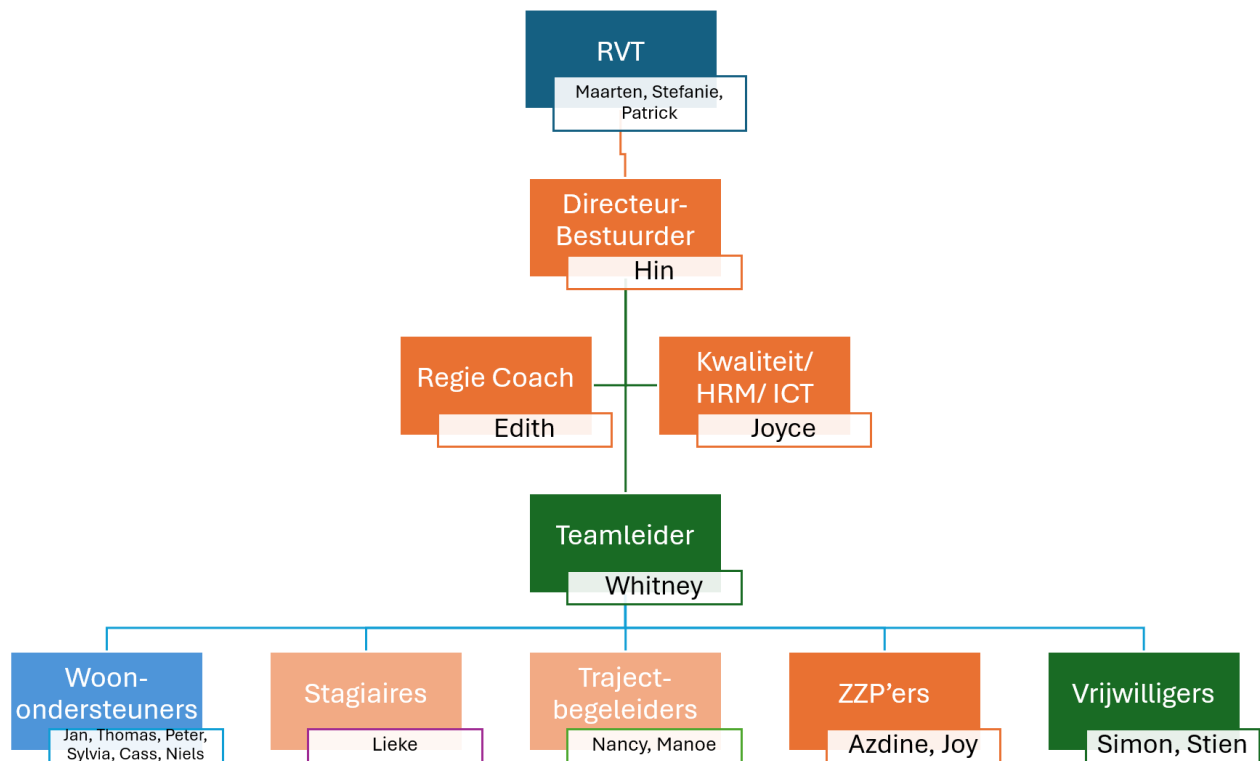 RVT
Maarten, Stefanie,
Patrick
Directeur-
Bestuurder
Hin
Regie Coach
Edith
Kwaliteit/
HRM/ ICT
Joyce
Teamleider
Whitney
Woon-
ondersteuners
Jan, Thomas, Peter,
Sylvia, Cass, Niels
Stagiaires
Lieke
Traject-
begeleiders
Nancy, Manoe
ZZP’ers
Azdine, Joy
Vrijwilligers
Simon, Stien